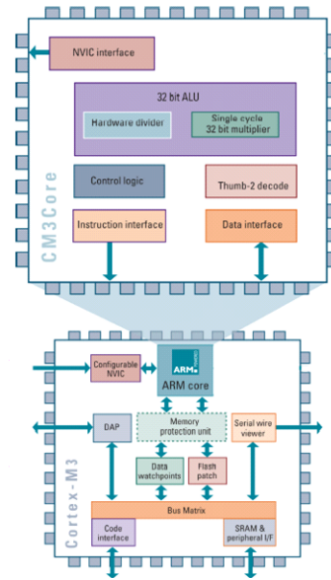 NVIC interface
32 bit ALU
Hardware divider
Single cycle
32 bit multiplier
Control logic
Thumb-2 decode
Instruction interface
Data interface
CM3Core
Configurable
NVIC
ARM
ARM core
DAP
Memory
protection unit
Serial wire
viewer
Data
watchpoints
Flash
patch
Bus Matrix
Code
interface
SRAM &
peripheral I/F
Cortex-M3